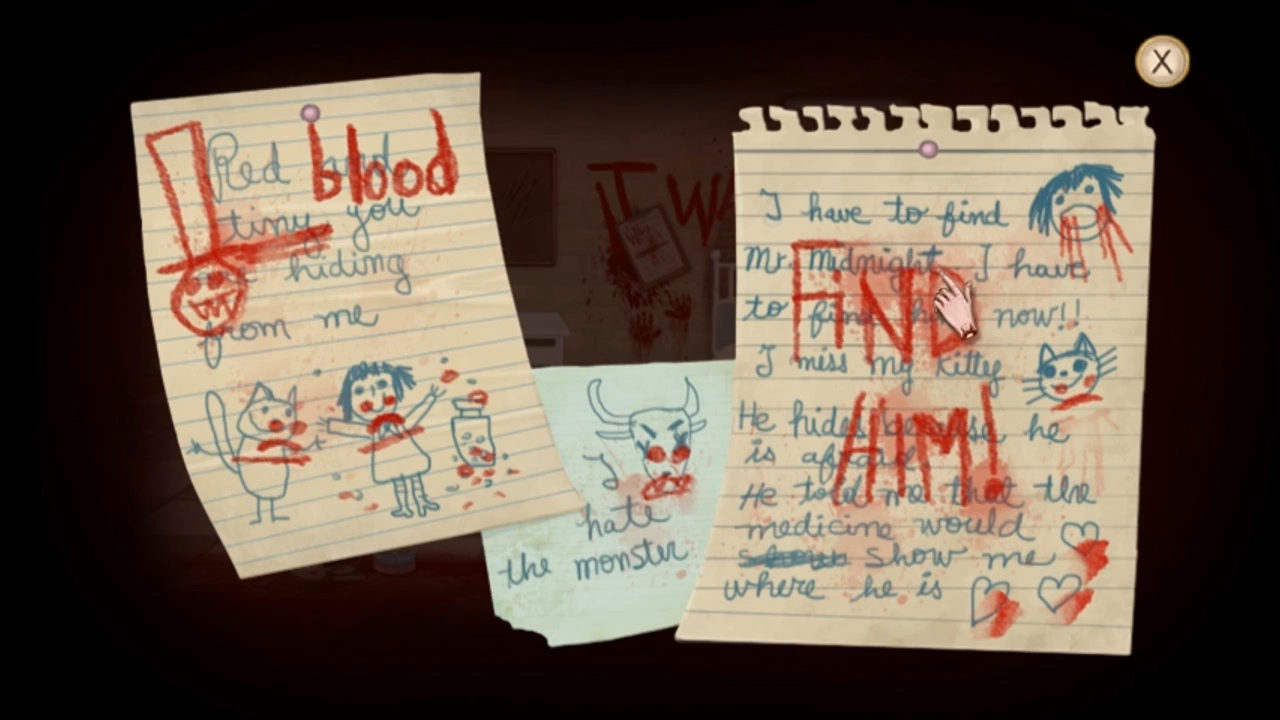 Red and
blood
tiny you
hiding
from me
I hate
the monster
I have to find
Mr. Midnight I have
to find now!!
FIND
I miss my kitty
He hides because he
is afraid.
HIM!
He told me that the
medicine would
show me
where he is
I WA
X